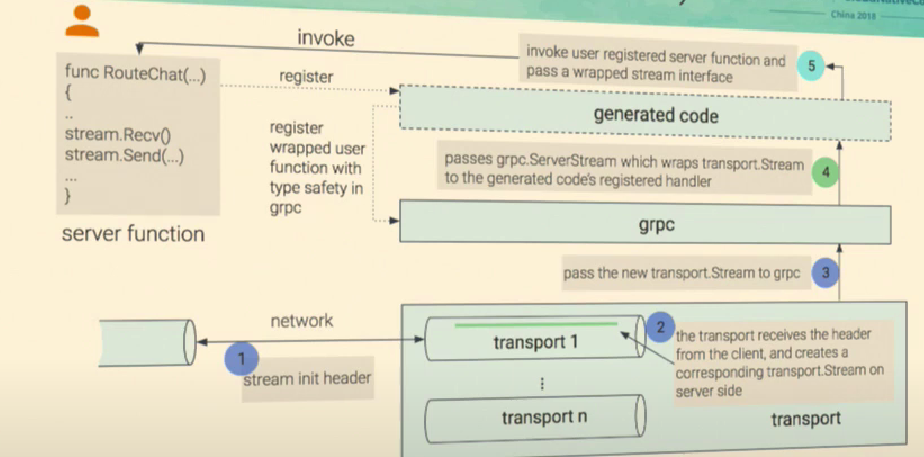 China 2018
invoke
invoke user registered server function and
pass a wrapped stream interface
5
func RouteChat(...)
{
..
stream.Recv()
stream.Send(...)
...
}
server function
register
generated code
register
wrapped user
function with
type safety in
grpc
passes grpc.ServerStream which wraps transport.Stream
to the generated code's registered handler
4
grpc
pass the new transport.Stream to grpc
3
network
1
stream init header
transport 1
⋮
transport n
2
the transport receives the header
from the client, and creates a
corresponding transport.Stream on
server side
transport